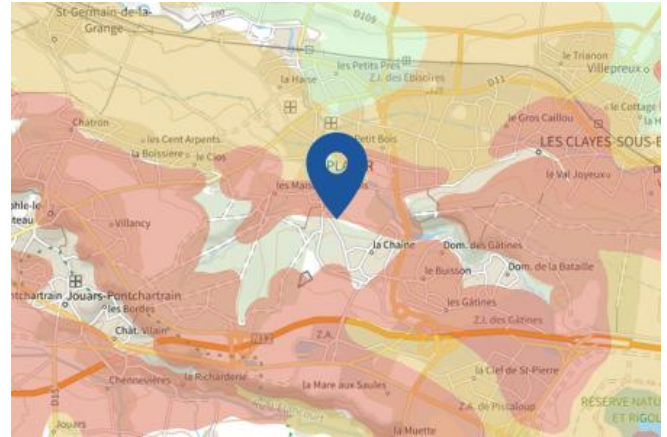 St-Germain-de-la-
Grange
200
D109
les Petits Prés
Z.I. des Ebisoires
la Haise
D11
le Trianon
Villepreux
le Cottage
le Gros Caillou
Chatron
les Cent Arpents
la Boissière
le Clos
Petit Bois
LES CLAYES-SOUS-B
le Val Joyeux
Villancy
la Chaine
Dom. des Gâtines
le Buisson
Dom. de la Bataille
Jouars-Pontchartrain
les Bordes
Chât. Vilain
les Gâtines
Z.I. des Gâtines
Z.A.
Chennevières
le Richarderie
la Mare aux Saules
la Clef de St-Pierre
Z.A. de Pissaloup
RÉSERVE NATU
ET RIGOL
Jouars
la Muette